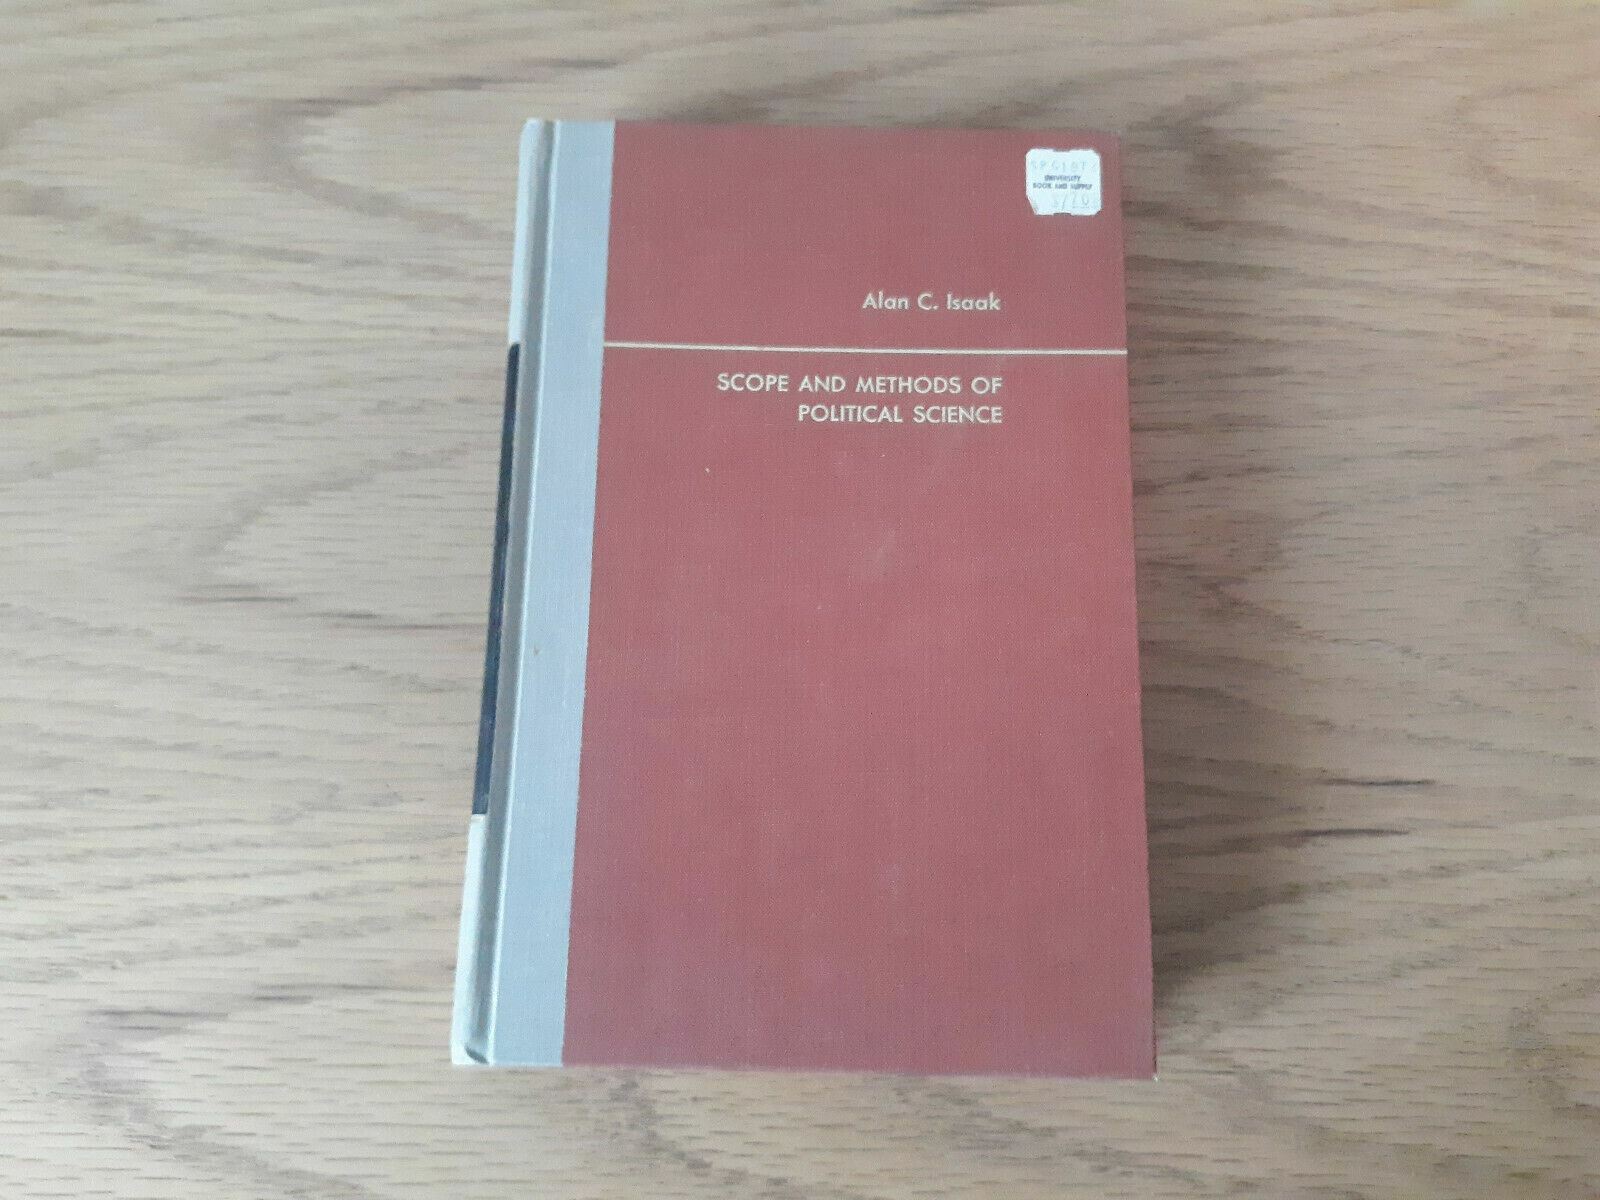 UNIVERSITY
BOOK AND SUPPLY
Alan C. Isaak
SCOPE AND METHODS OF
POLITICAL SCIENCE